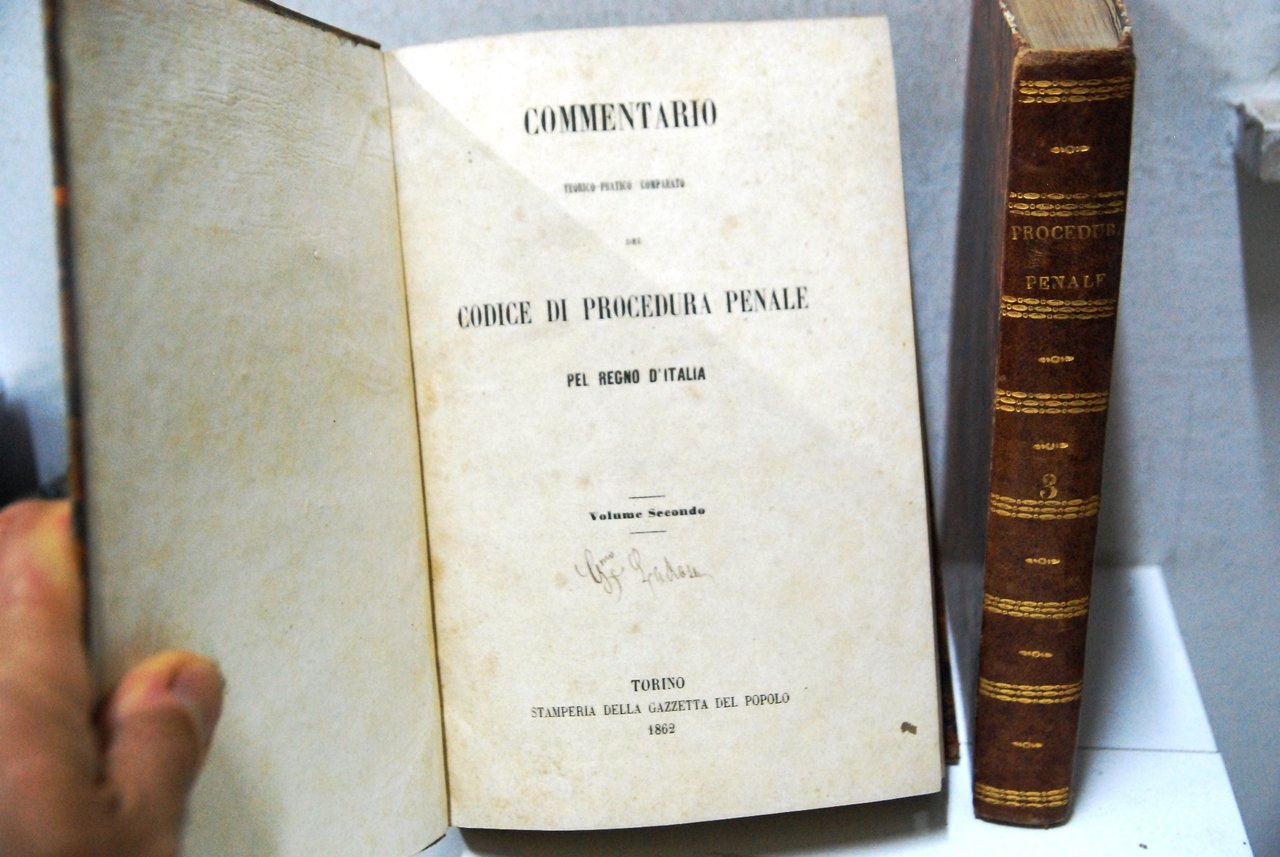 COMMENTARIO
TEORICO-PRATICO COMPARATO
DEL
CODICE DI PROCEDURA PENALE
PEL REGNO D'ITALIA
Volume Secondo
TORINO
STAMPERIA DELLA GAZZETTA DEL POPOLO
1862
PROCEDURA
PENALE
3